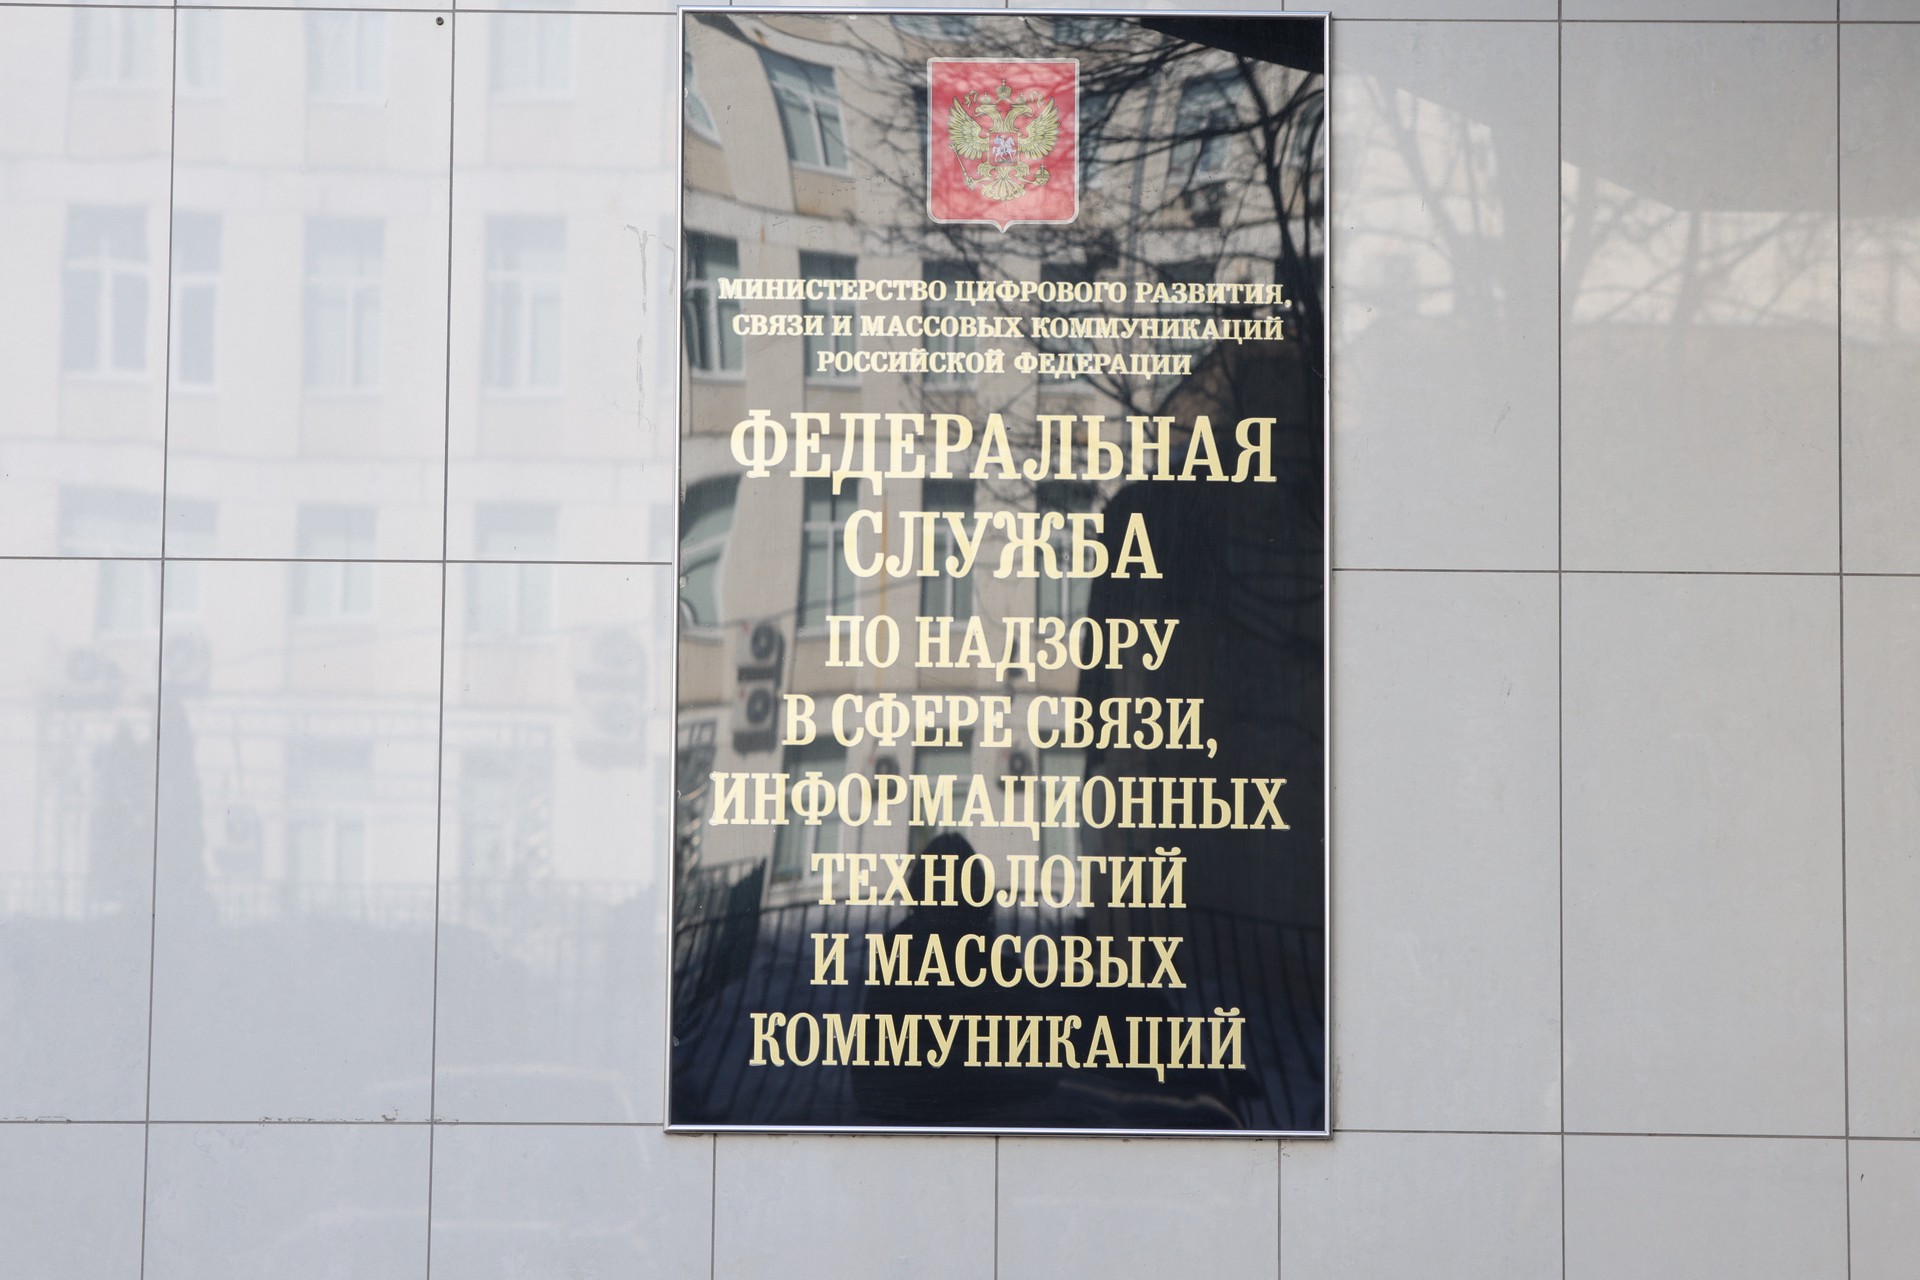 МИНИСТЕРСТВО ЦИФРОВОГО РАЗВИТИЯ,
СВЯЗИ И МАССОВЫХ КОММУНИКАЦИЙ
РОССИЙСКОЙ ФЕДЕРАЦИИ
ФЕДЕРАЛЬНАЯ
СЛУЖБА
ПО НАДЗОРУ
В СФЕРЕ СВЯЗИ,
ИНФОРМАЦИОННЫХ
ТЕХНОЛОГИЙ
И МАССОВЫХ
КОММУНИКАЦИЙ